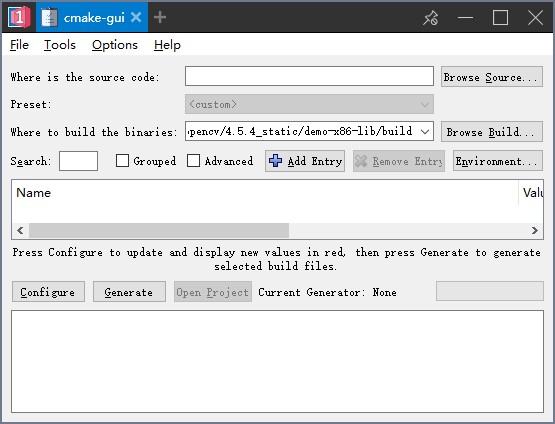 1 cmake-gui
File Tools Options Help
Where is the source code: Browse Source...
Preset: <custom>
Where to build the binaries: pencv/4.5.4_static/demo-x86-lib/build Browse Build...
Search: Grouped Advanced Add Entry Remove Entry Environment...
Name Valu
Press Configure to update and display new values in red, then press Generate to generate
selected build files.
Configure Generate Open Project Current Generator: None